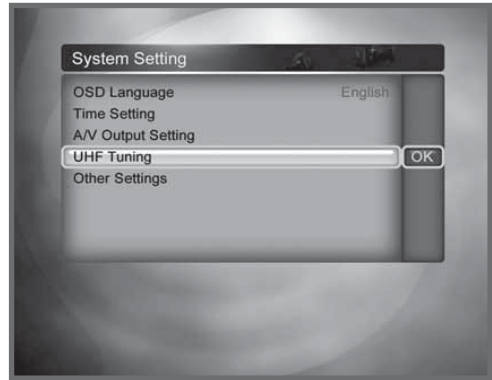 System Setting
OSD Language English
Time Setting
A/V Output Setting
UHF Tuning OK
Other Settings